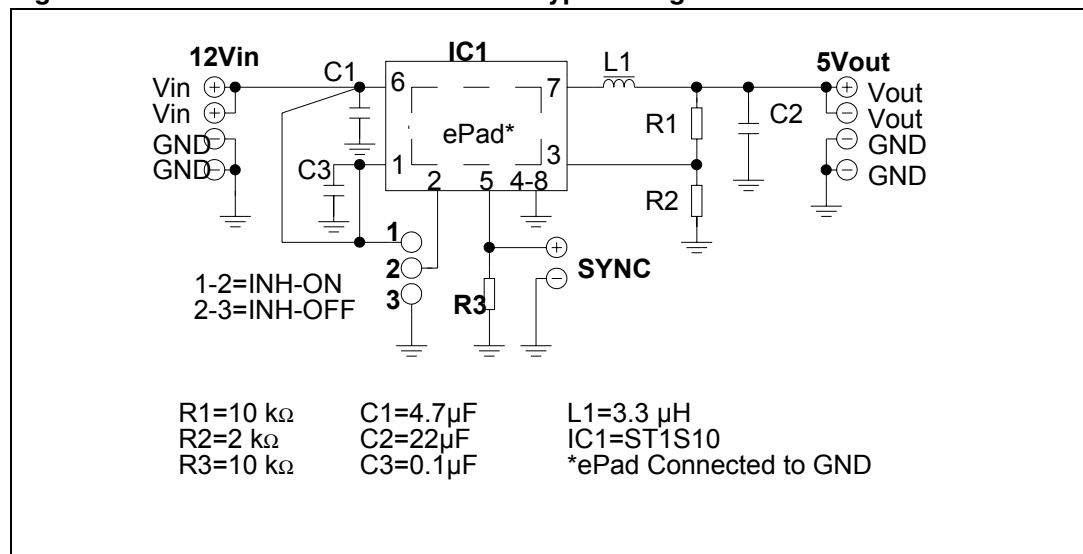 12Vin
IC1
L1
5Vout
C1
6
7
Vin
Vout
Vin
R1
C2
Vout
ePad*
GND
GND
C3
1
3
GND
GND
2
5
4-8
R2
1
2
SYNC
1-2=INH-ON
2-3=INH-OFF
3
R3
R1=10 kΩ
C1=4.7µF
L1=3.3 µH
R2=2 kΩ
C2=22µF
IC1=ST1S10
R3=10 kΩ
C3=0.1µF
*ePad Connected to GND